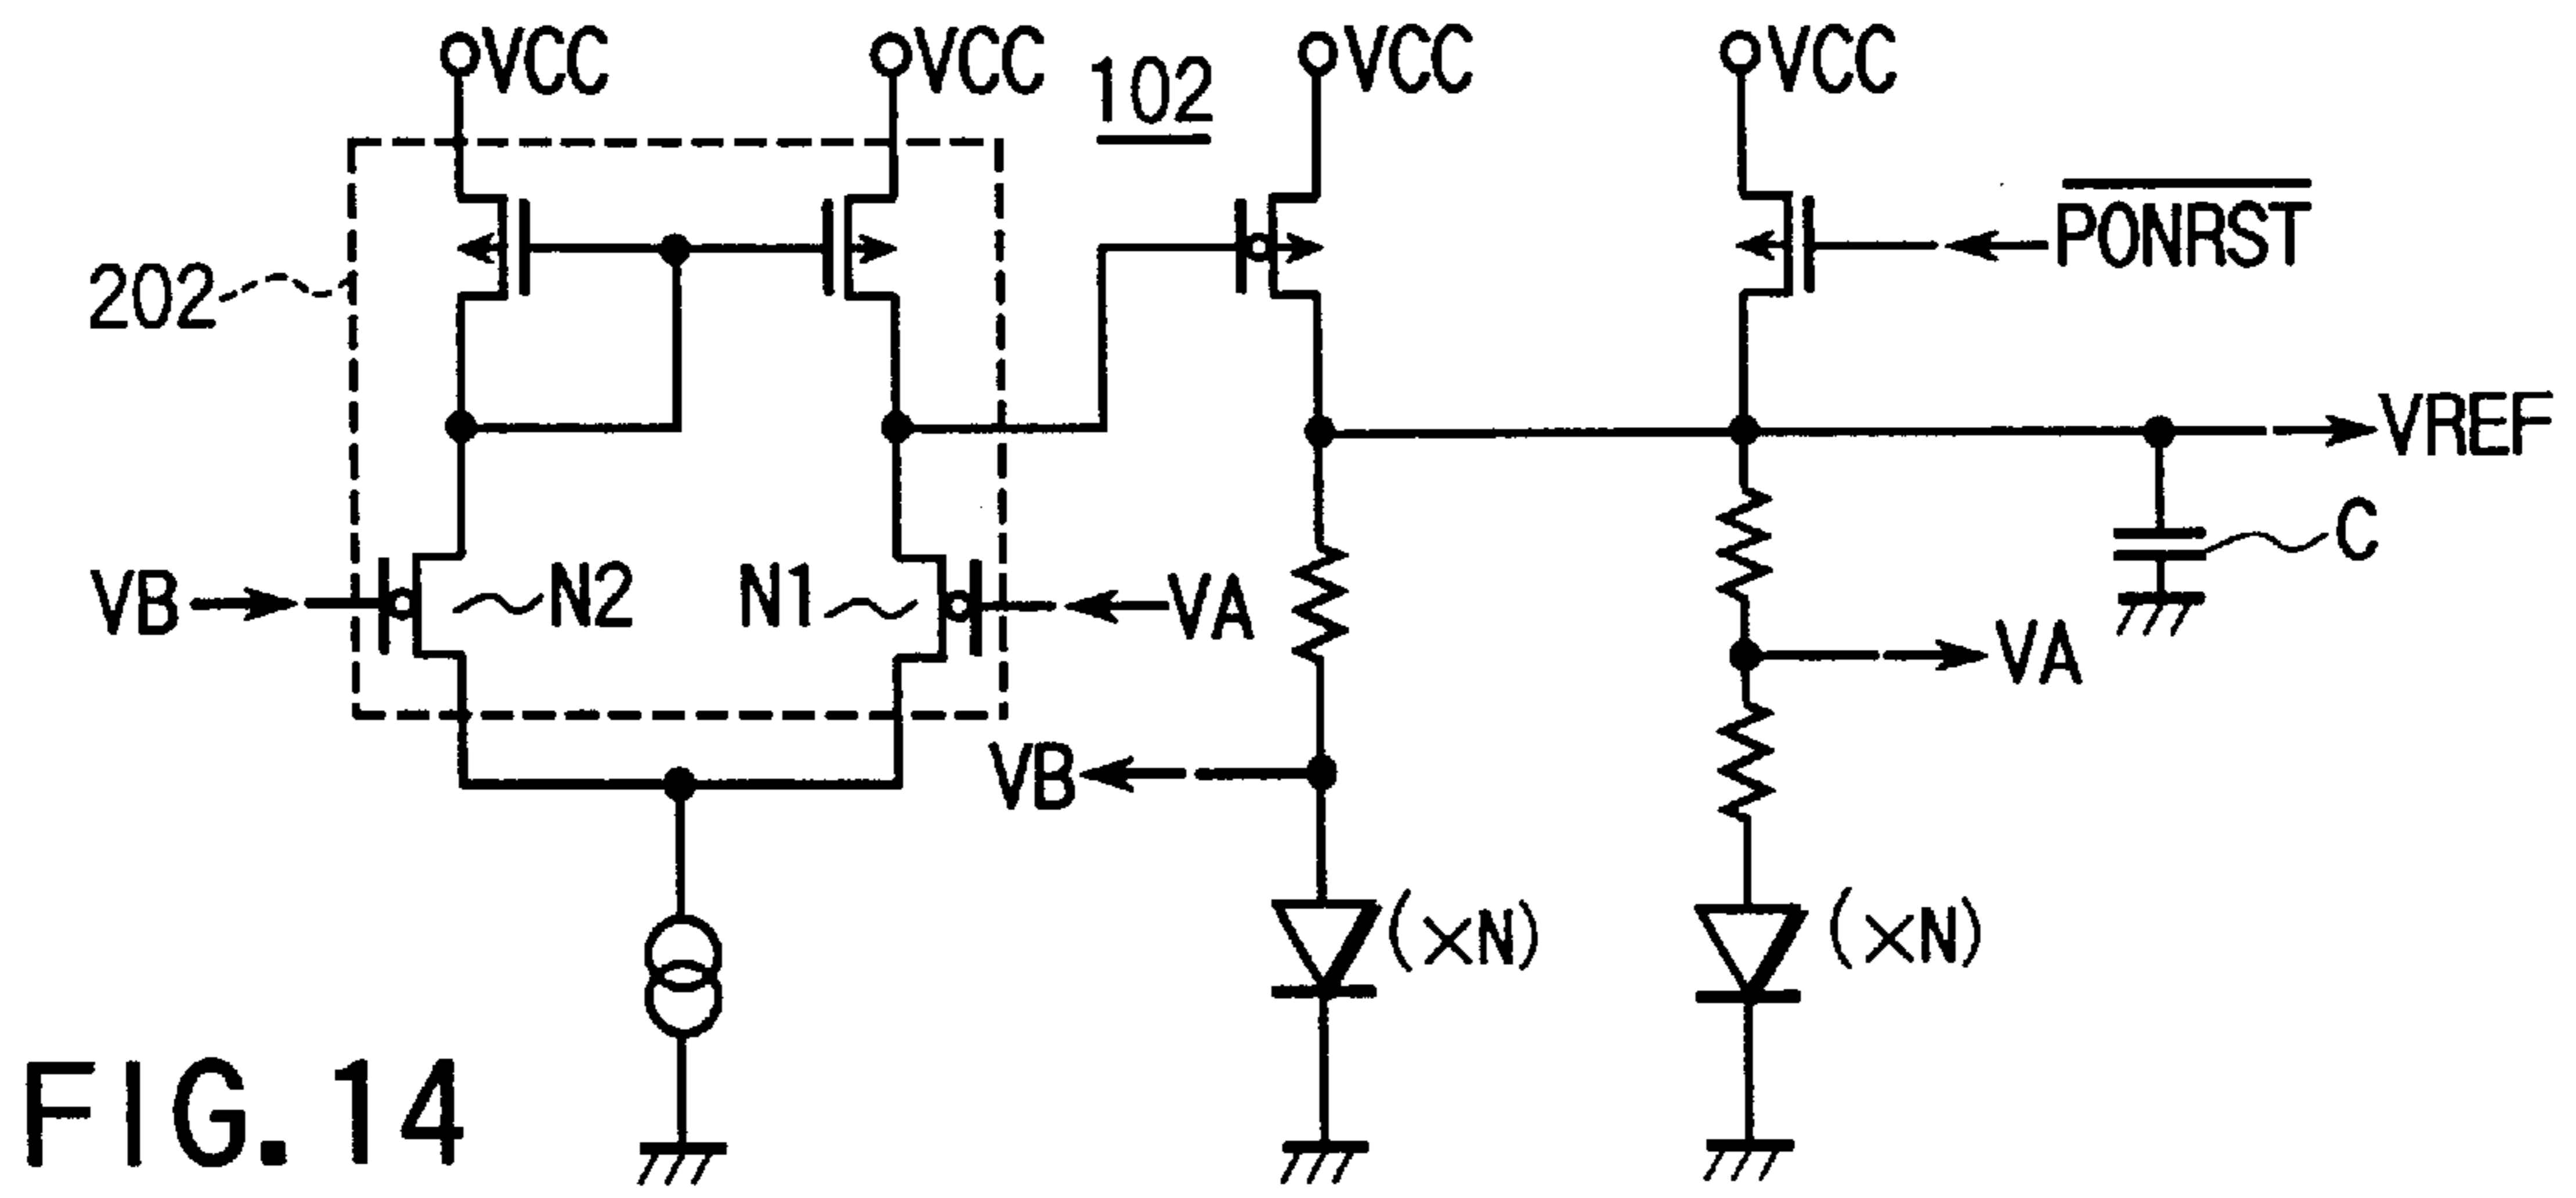 VCC
VCC
102
VCC
VCC
PONRST
202
VREF
C
VB
N2
N1
VA
VA
VB
(×N)
(×N)
FIG. 14